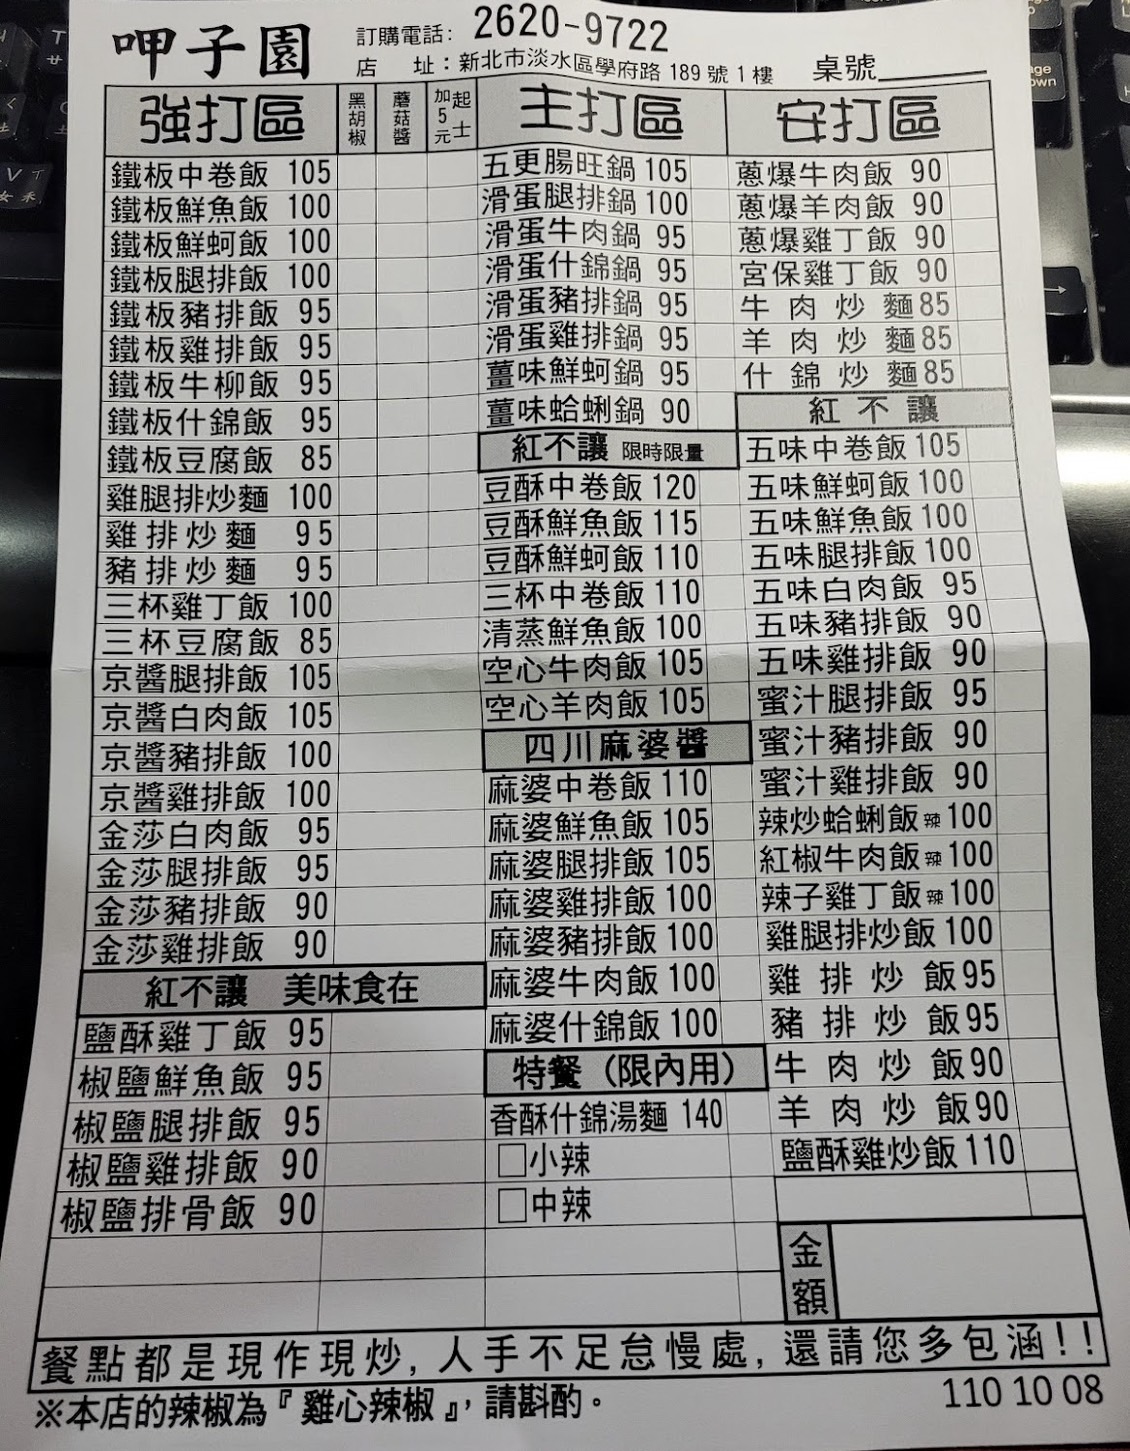 呷子園
訂購電話: 2620-9722
店 址：新北市淡水區學府路 189 號 1 樓
桌號
強打區
黑胡椒
蘑菇醬
起士
加5元
鐵板中卷飯 105
鐵板鮮魚飯 100
鐵板鮮蚵飯 100
鐵板腿排飯 100
鐵板豬排飯 95
鐵板雞排飯 95
鐵板牛柳飯 95
鐵板什錦飯 95
鐵板豆腐飯 85
雞腿排炒麵 100
雞排炒麵 95
豬排炒麵 95
三杯雞丁飯 100
三杯豆腐飯 85
京醬腿排飯 105
京醬白肉飯 105
京醬豬排飯 100
京醬雞排飯 100
金莎白肉飯 95
金莎腿排飯 95
金莎豬排飯 90
金莎雞排飯 90
紅不讓 美味食在
鹽酥雞丁飯 95
椒鹽鮮魚飯 95
椒鹽腿排飯 95
椒鹽雞排飯 90
椒鹽排骨飯 90
主打區
五更腸旺鍋 105
滑蛋腿排鍋 100
滑蛋牛肉鍋 95
滑蛋什錦鍋 95
滑蛋豬排鍋 95
滑蛋雞排鍋 95
薑味鮮蚵鍋 95
薑味蛤蜊鍋 90
紅不讓 限時限量
豆酥中卷飯 120
豆酥鮮魚飯 115
豆酥鮮蚵飯 110
三杯中卷飯 110
清蒸鮮魚飯 100
空心牛肉飯 105
空心羊肉飯 105
四川麻婆醬
麻婆中卷飯 110
麻婆鮮魚飯 105
麻婆腿排飯 105
麻婆雞排飯 100
麻婆豬排飯 100
麻婆牛肉飯 100
麻婆什錦飯 100
特餐（限內用）
香酥什錦湯麵 140
□小辣
□中辣
安打區
蔥爆牛肉飯 90
蔥爆羊肉飯 90
蔥爆雞丁飯 90
宮保雞丁飯 90
牛肉炒麵 85
羊肉炒麵 85
什錦炒麵 85
紅不讓
五味中卷飯 105
五味鮮蚵飯 100
五味鮮魚飯 100
五味腿排飯 100
五味白肉飯 95
五味豬排飯 90
五味雞排飯 90
蜜汁腿排飯 95
蜜汁豬排飯 90
蜜汁雞排飯 90
辣炒蛤蜊飯 辣 100
紅椒牛肉飯 辣 100
辣子雞丁飯 辣 100
雞腿排炒飯 100
雞排炒飯 95
豬排炒飯 95
牛肉炒飯 90
羊肉炒飯 90
鹽酥雞炒飯 110
金額
餐點都是現作現炒, 人手不足怠慢處, 還請您多包涵!!
※本店的辣椒為『雞心辣椒』, 請斟酌。
110 10 08